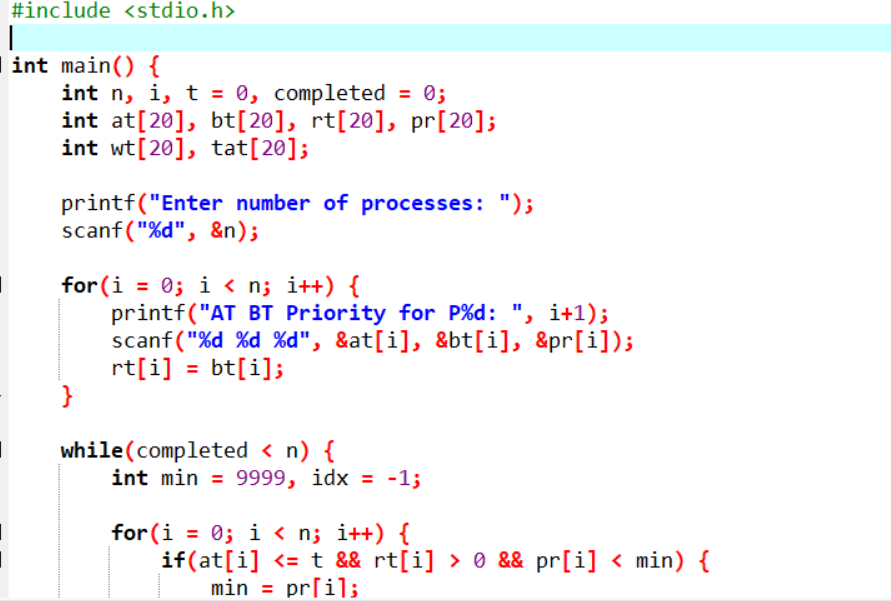 #include <stdio.h>
int main() {
int n, i, t = 0, completed = 0;
int at[20], bt[20], rt[20], pr[20];
int wt[20], tat[20];
printf("Enter number of processes: ");
scanf("%d", &n);
for(i = 0; i < n; i++) {
printf("AT BT Priority for P%d: ", i+1);
scanf("%d %d %d", &at[i], &bt[i], &pr[i]);
rt[i] = bt[i];
}
while(completed < n) {
int min = 9999, idx = -1;
for(i = 0; i < n; i++) {
if(at[i] <= t && rt[i] > 0 && pr[i] < min) {
min = pr[i];